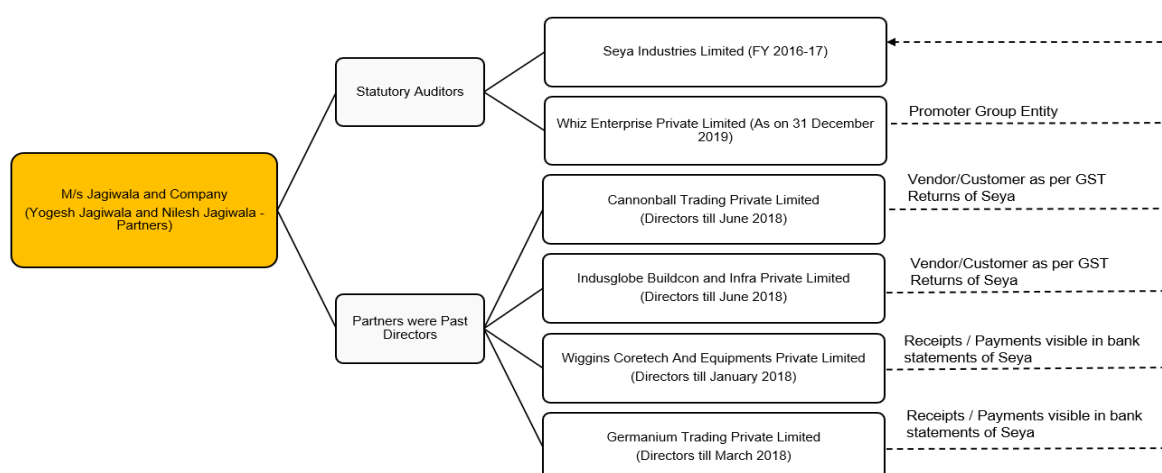 M/s Jagiwala and Company
(Yogesh Jagiwala and Nilesh Jagiwala -
Partners)
Statutory Auditors
Partners were Past
Directors
Seya Industries Limited (FY 2016-17)
Whiz Enterprise Private Limited (As on 31 December
2019)
Promoter Group Entity
Cannonball Trading Private Limited
(Directors till June 2018)
Vendor/Customer as per GST
Returns of Seya
Indusglobe Buildcon and Infra Private Limited
(Directors till June 2018)
Vendor/Customer as per GST
Returns of Seya
Wiggins Coretech And Equipments Private Limited
(Directors till January 2018)
Receipts / Payments visible in bank
statements of Seya
Germanium Trading Private Limited
(Directors till March 2018)
Receipts / Payments visible in bank
statements of Seya